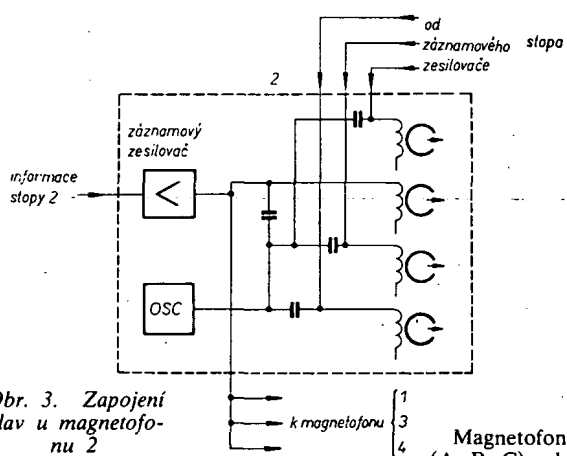 od
záznamového stopa
zesilovače
2
záznamový
zesilovač
informace
stopy 2
OSC
Obr. 3. Zapojení
hlav u magnetofo-
nu 2
k magnetofonu
1
3
4
Magnetofon
(A, B, C)